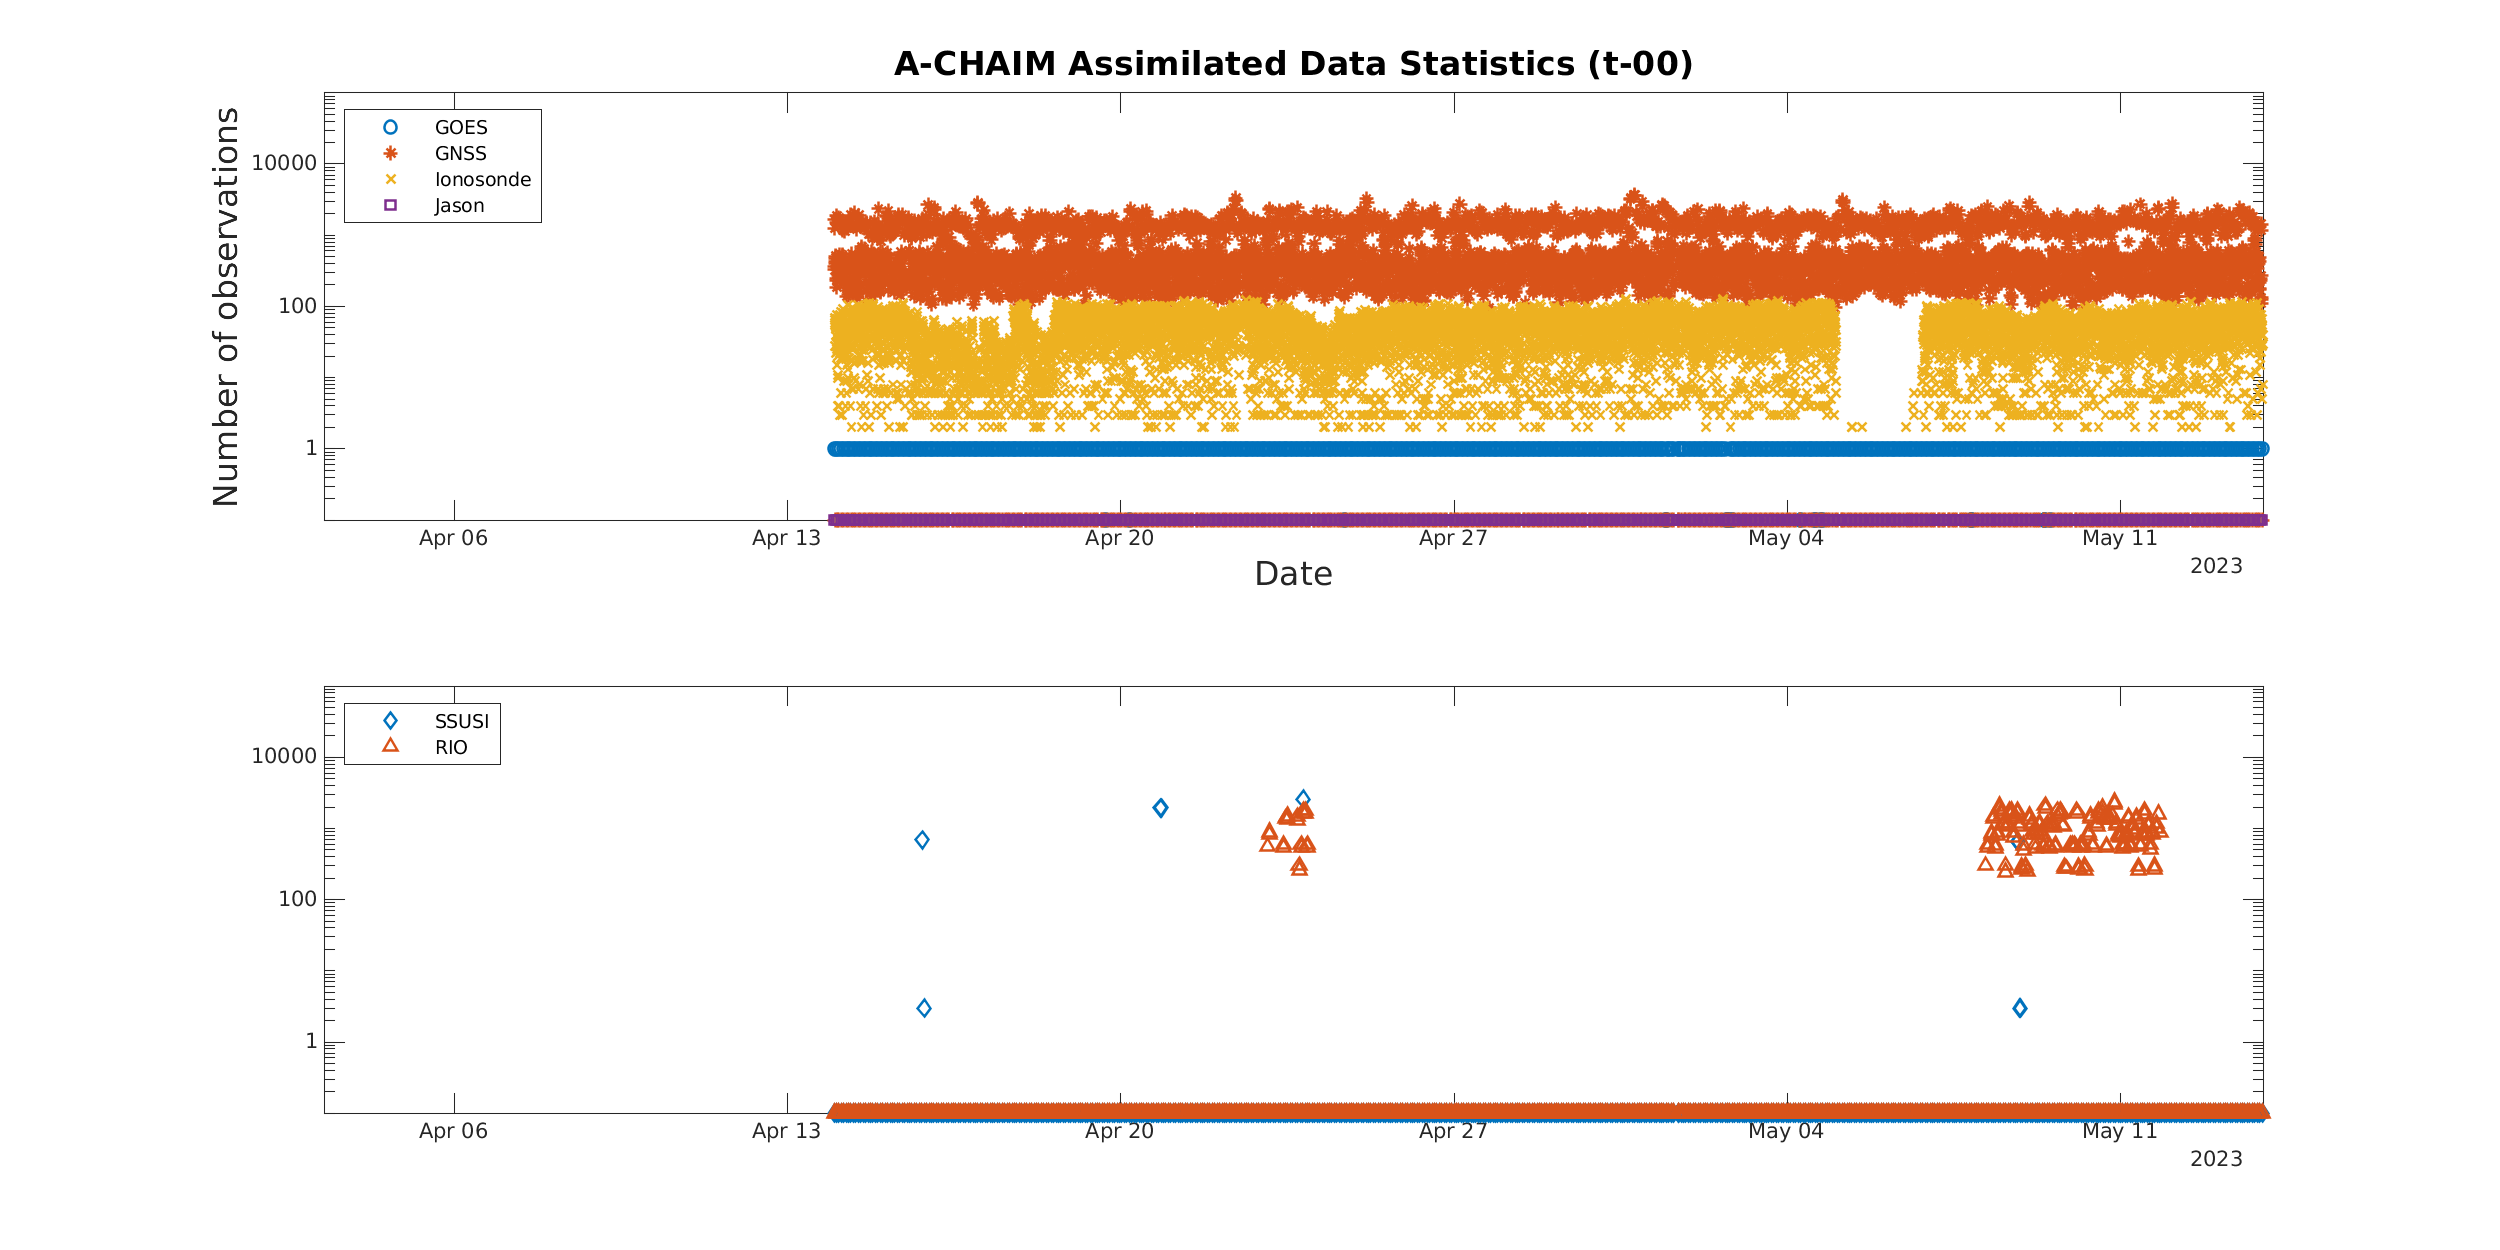 A-CHAIM Assimilated Data Statistics (t-00)
Number of observations
10000
100
1
GOES
GNSS
Ionosonde
Jason
Apr 06 Apr 13 Apr 20 Apr 27 May 04 May 11
2023
Date
10000
100
1
SSUSI
RIO
Apr 06 Apr 13 Apr 20 Apr 27 May 04 May 11
2023